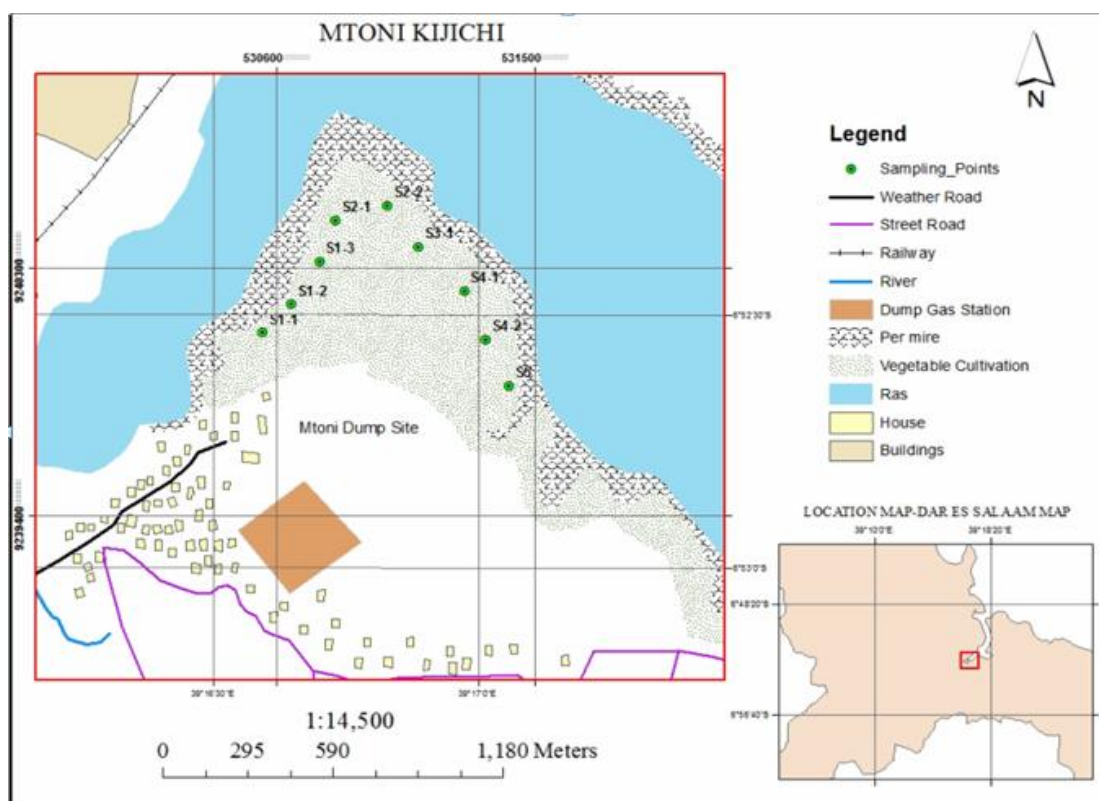 MTONI KIJICHI
530600
531500
N
S2-2
S2-1
S3-1
S1-3
9240300
S4-1
S1-2
6°52'30"S
S1-1
S4-2
S5
Mtoni Dump Site
9239400
6°53'0"S
39°16'30"E
39°17'0"E
1:14,500
0 295 590 1,180 Meters
Legend
Sampling_Points
Weather Road
Street Road
Railway
River
Dump Gas Station
Per mire
Vegetable Cultivation
Ras
House
Buildings
LOCATION MAP-DAR ES SALAAM MAP
39°10'0"E
39°18'20"E
6°48'20"S
6°56'40"S